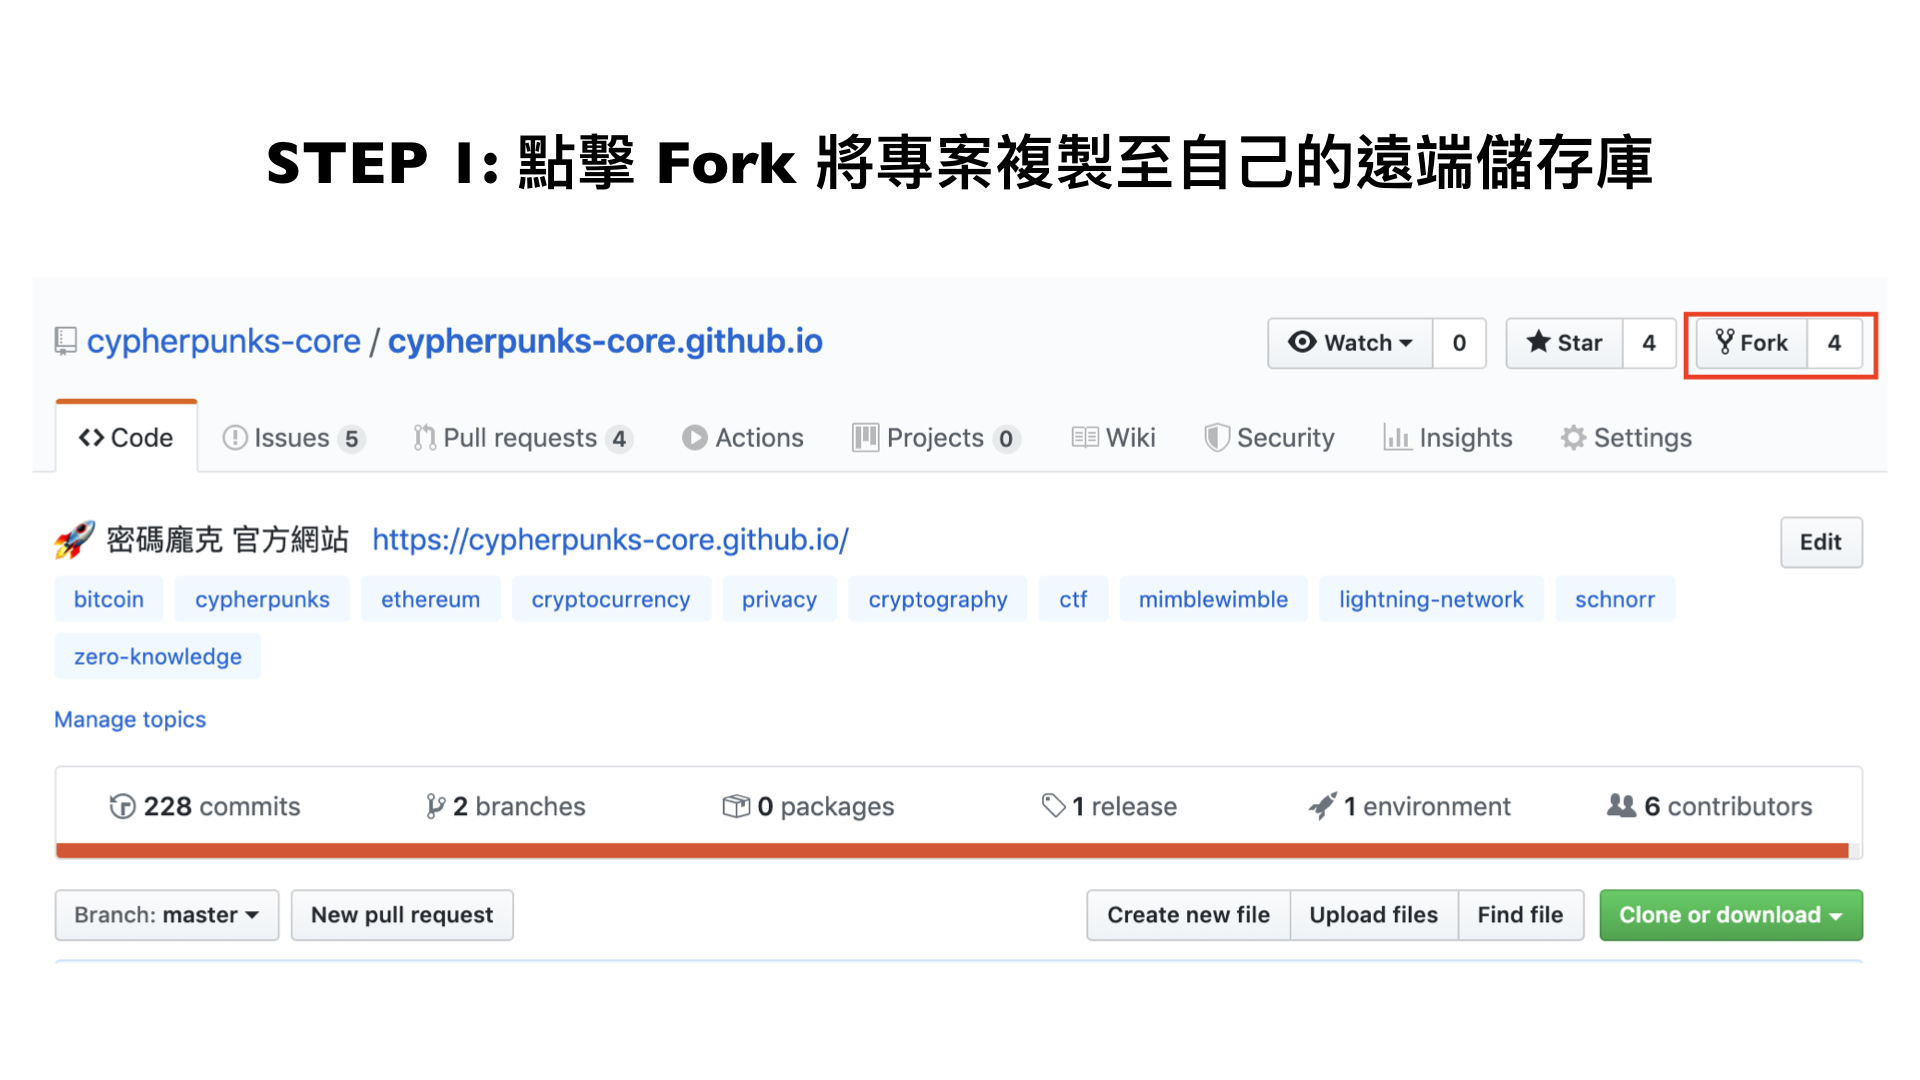 STEP 1: 點擊 Fork 將專案複製至自己的遠端儲存庫
cypherpunks-core / cypherpunks-core.github.io Watch 0 Star 4 Fork 4
Code Issues 5 Pull requests 4 Actions Projects 0 Wiki Security Insights Settings
密碼龐克 官方網站 https://cypherpunks-core.github.io/ Edit
bitcoin cypherpunks ethereum cryptocurrency privacy cryptography ctf mimblewimble lightning-network schnorr
zero-knowledge
Manage topics
228 commits 2 branches 0 packages 1 release 1 environment 6 contributors
Branch: master New pull request Create new file Upload files Find file Clone or download